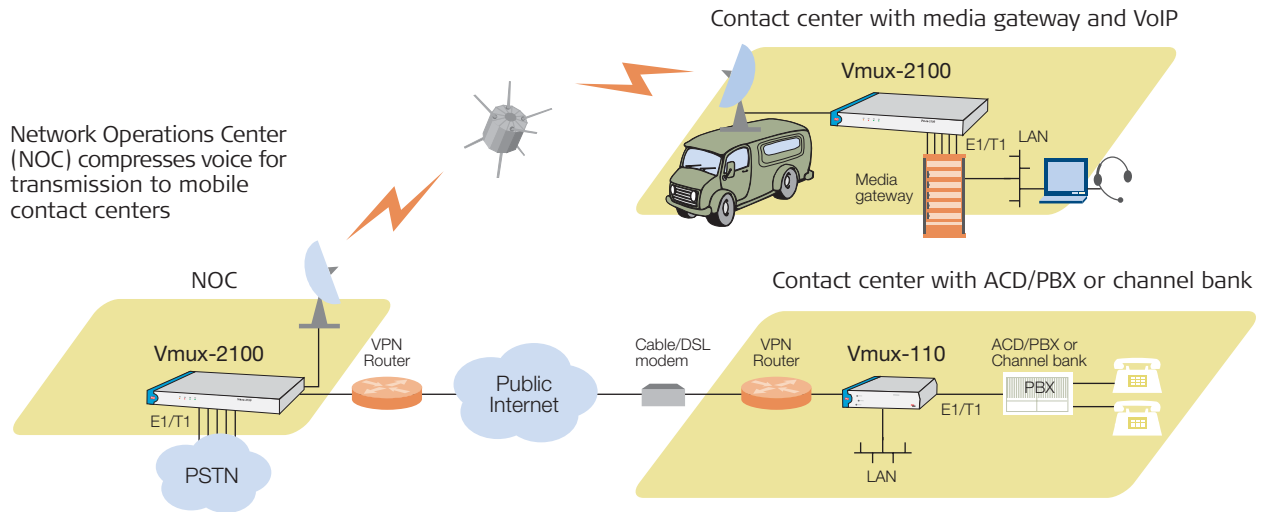 Contact center with media gateway and VoIP
Vmux-2100
E1/T1
LAN
Media
gateway
Network Operations Center
(NOC) compresses voice for
transmission to mobile
contact centers
NOC
Vmux-2100
E1/T1
PSTN
VPN
Router
Public
Internet
Contact center with ACD/PBX or channel bank
Cable/DSL
modem
VPN
Router
Vmux-110
E1/T1
LAN
ACD/PBX or
Channel bank
PBX